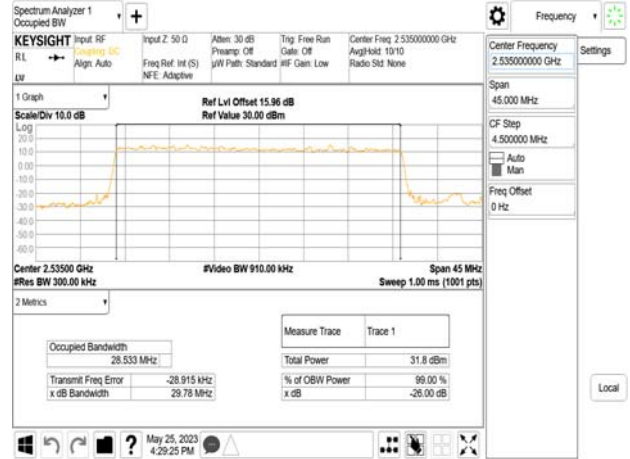 Spectrum Analyzer 1
Occupied BW
Frequency
KEYSIGHT
RL
Input: RF
Coupling: DC
Align: Auto
Input Z: 50 Ω
Freq Ref: Int (S)
NFE: Adaptive
Atten: 30 dB
Preamp: Off
µW Path: Standard
Trig: Free Run
Gate: Off
#IF Gain: Low
Center Freq: 2.535000000 GHz
Avg|Hold: 10/10
Radio Std: None
Center Frequency
2.535000000 GHz
Settings
Span
45.000 MHz
CF Step
4.500000 MHz
Auto
Man
Freq Offset
0 Hz
Local
1 Graph
Scale/Div 10.0 dB
Ref Lvl Offset 15.96 dB
Ref Value 30.00 dBm
Log
20.0
10.0
0.00
-10.0
-20.0
-30.0
-40.0
-50.0
-60.0
Center 2.53500 GHz
#Res BW 300.00 kHz
#Video BW 910.00 kHz
Span 45 MHz
Sweep 1.00 ms (1001 pts)
2 Metrics
Measure Trace Trace 1
Occupied Bandwidth
28.533 MHz
Total Power 31.8 dBm
Transmit Freq Error -28.915 kHz
% of OBW Power 99.00 %
x dB Bandwidth 29.78 MHz
x dB -26.00 dB
May 25, 2023
4:29:25 PM